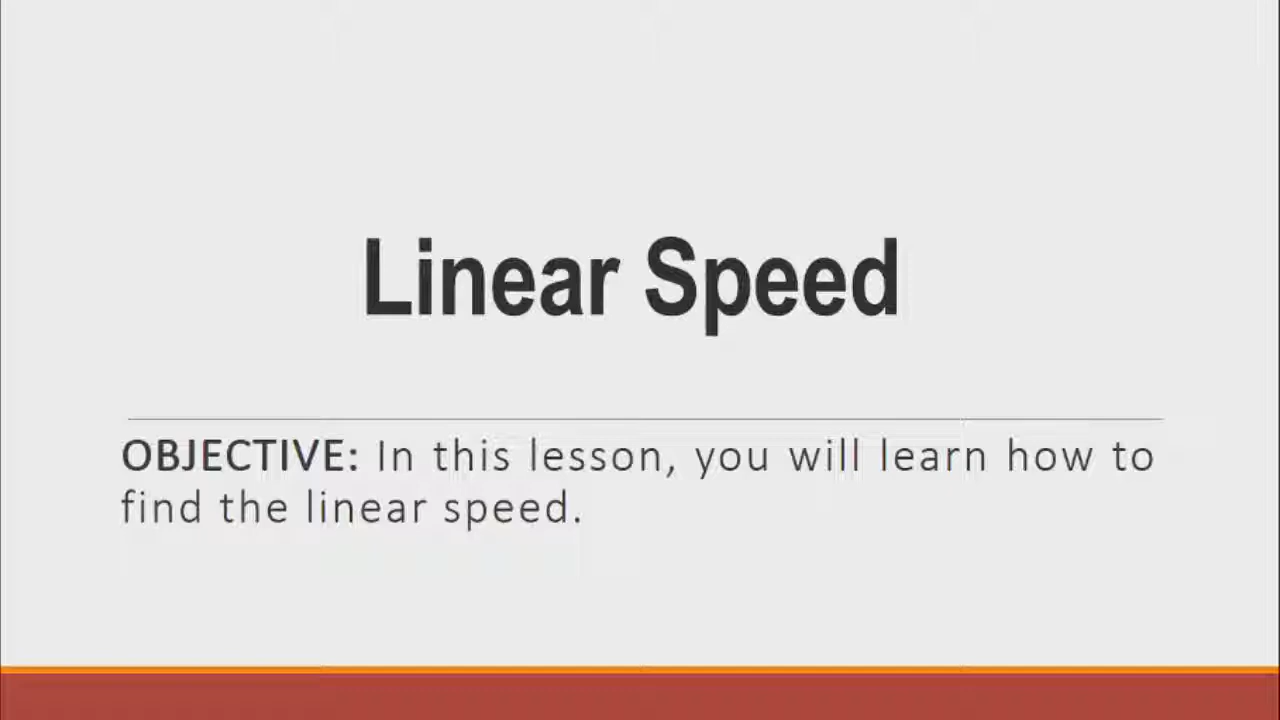 Linear Speed
OBJECTIVE: In this lesson, you will learn how to
find the linear speed.